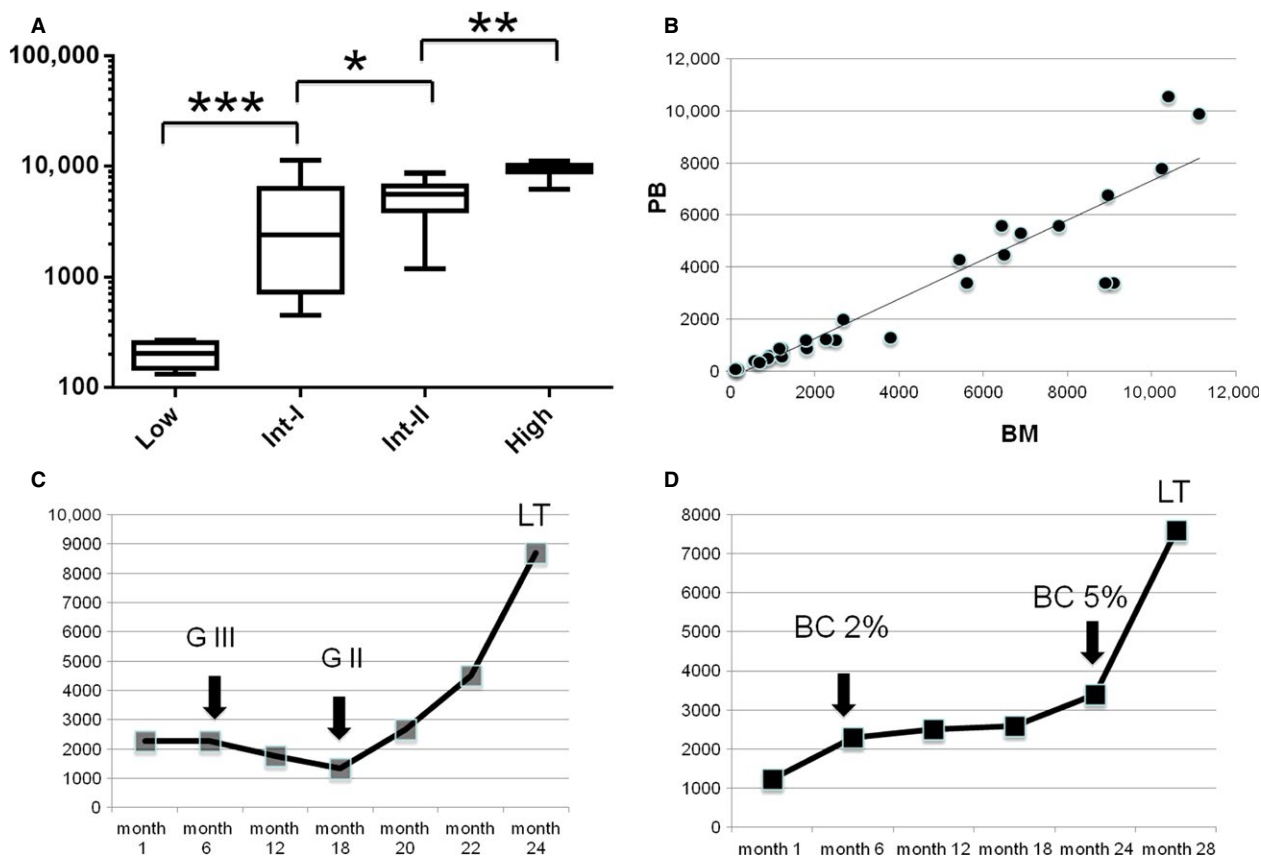 A
100,000
10,000
1000
100
***
*
**
Low
Int-I
Int-II
High
B
12,000
10,000
8000
6000
4000
2000
0
PB
0 2000 4000 6000 8000 10,000 12,000
BM
C
10,000
9000
8000
7000
6000
5000
4000
3000
2000
1000
0
G III
G II
LT
month 1
month 6
month 12
month 18
month 20
month 22
month 24
D
8000
7000
6000
5000
4000
3000
2000
1000
0
BC 2%
BC 5%
LT
month 1 month 6 month 12 month 18 month 24 month 28